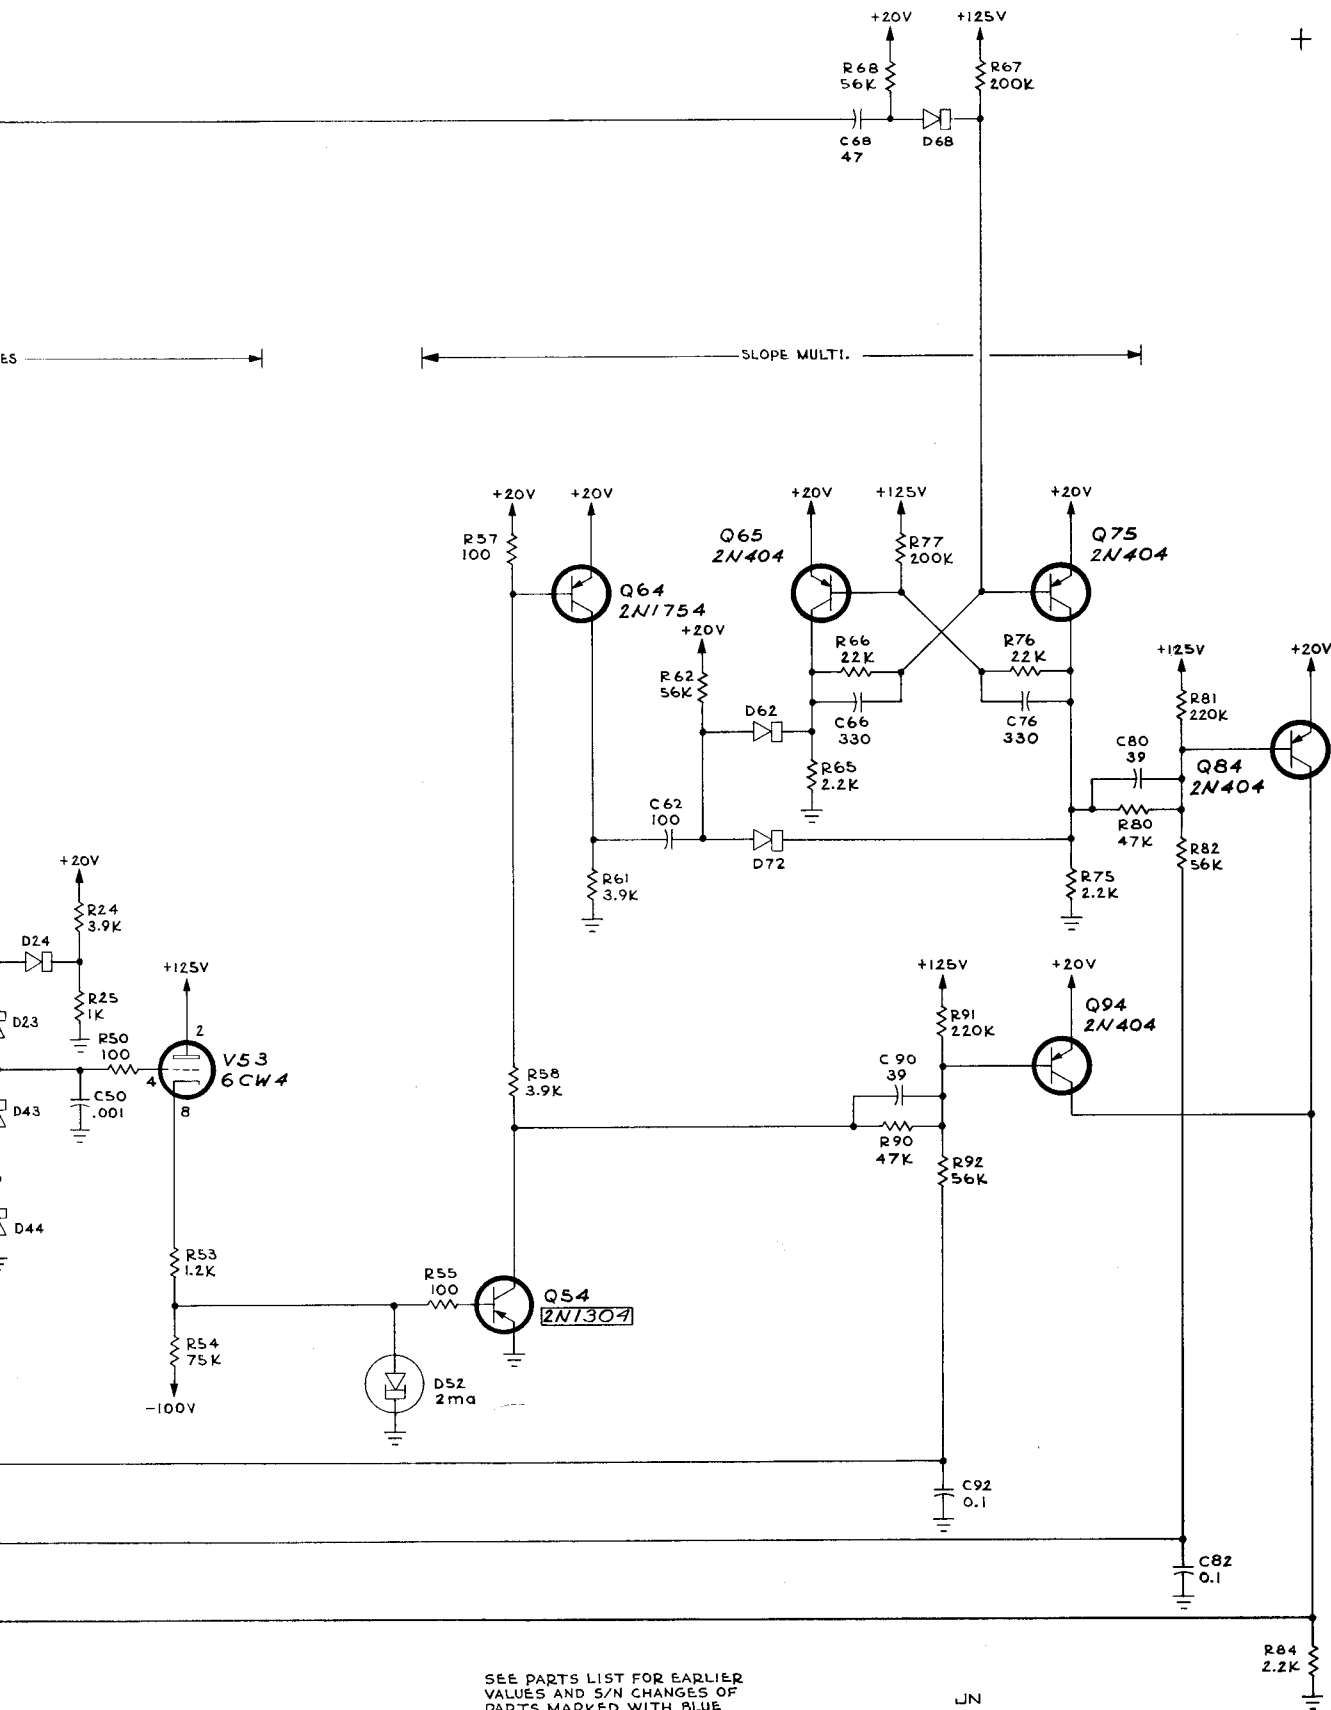 +20V
+125V
R68
56K
R67
200K
C68
47
D68
ES
SLOPE MULTI.
+20V
+20V
+20V
+125V
+20V
R57
100
Q65
2N404
R77
200K
Q75
2N404
Q64
2N1754
+20V
R66
22K
R76
22K
+125V
+20V
R62
56K
D62
C66
330
C76
330
R81
220K
R65
2.2K
C80
39
Q84
2N404
C62
100
R80
47K
R82
56K
D72
+20V
R61
3.9K
R75
2.2K
R24
3.9K
D24
+125V
+125V
+20V
R25
1K
D23
2
R91
220K
Q94
2N404
R50
100
V53
6CW4
4
C90
39
R58
3.9K
C50
.001
D43
8
R90
47K
R92
56K
D44
R53
1.2K
R55
100
Q54
2N1304
R54
75K
D52
2ma
-100V
C92
0.1
C82
0.1
R84
2.2K
SEE PARTS LIST FOR EARLIER
VALUES AND S/N CHANGES OF
PARTS MARKED WITH BLUE
JN